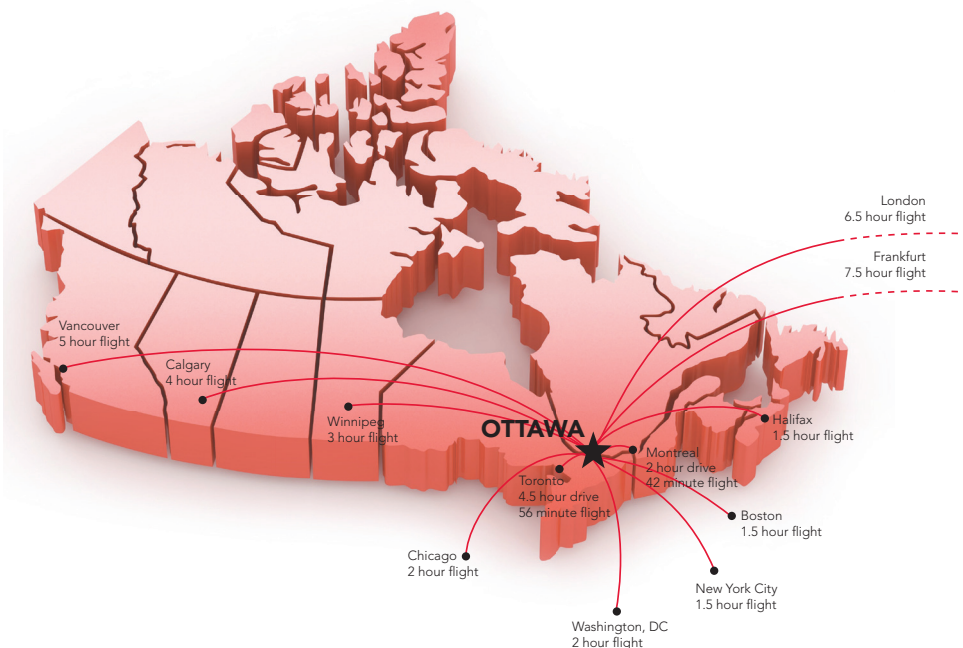 London
6.5 hour flight
Frankfurt
7.5 hour flight
Vancouver
5 hour flight
Calgary
4 hour flight
Winnipeg
3 hour flight
OTTAWA
Halifax
1.5 hour flight
Montreal
2 hour drive
42 minute flight
Toronto
4.5 hour drive
56 minute flight
Boston
1.5 hour flight
Chicago
2 hour flight
New York City
1.5 hour flight
Washington, DC
2 hour flight